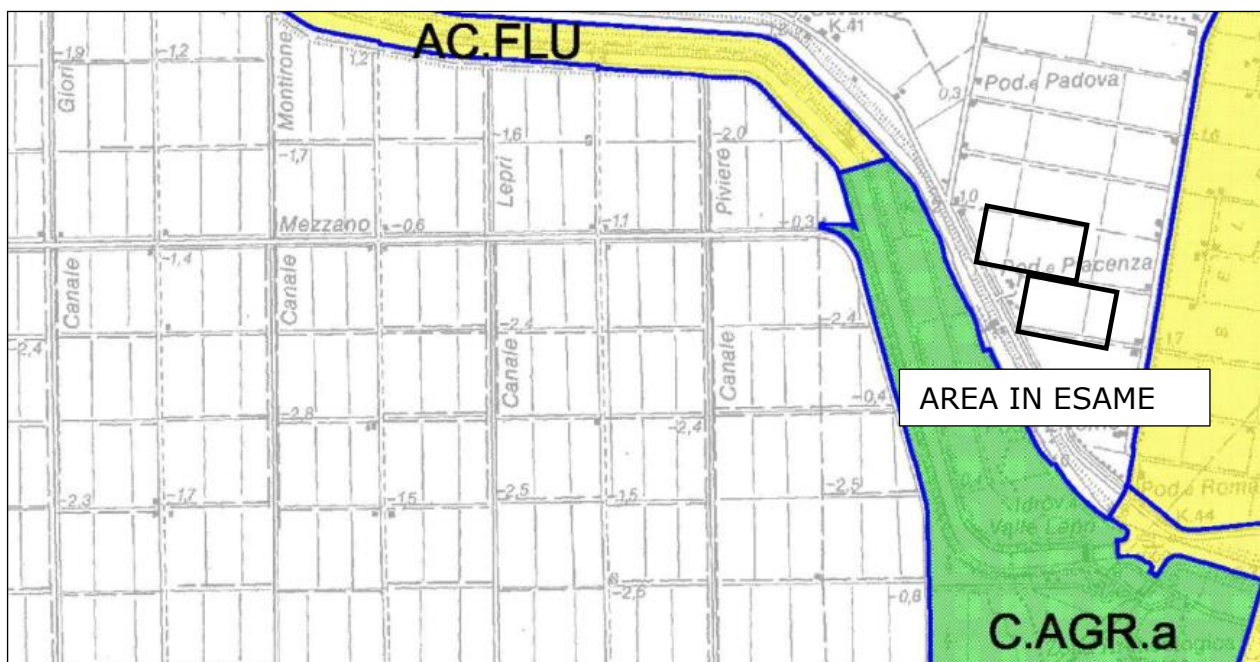 AC.FLU
K.41
-1,9
-1,2
1,2
Giori
Montirone
Pod.e Padova
0,3
-1,6
-2,0
-1,6
-1,7
Lepri
Piviere
1,0
Mezzano
-0,6
-1,1
-0,3
-1,4
Pod.e Piacenza
Canale
Canale
Canale
Canale
-2,4
-2,4
-2,4
-1,7
AREA IN ESAME
-2,8
-2,4
-0,4
-2,3
-1,7
-1,5
-2,5
-1,5
-2,5
Pod.e Roma
K.44
Idrov.
Valle Lepri
-2,6
-0,8
C.AGR.a